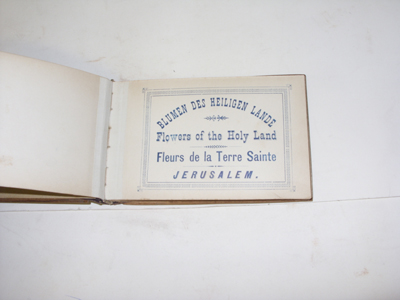 BLUMEN DES HEILIGEN LANDE
Flowers of the Holy Land
Fleurs de la Terre Sainte
JERUSALEM.